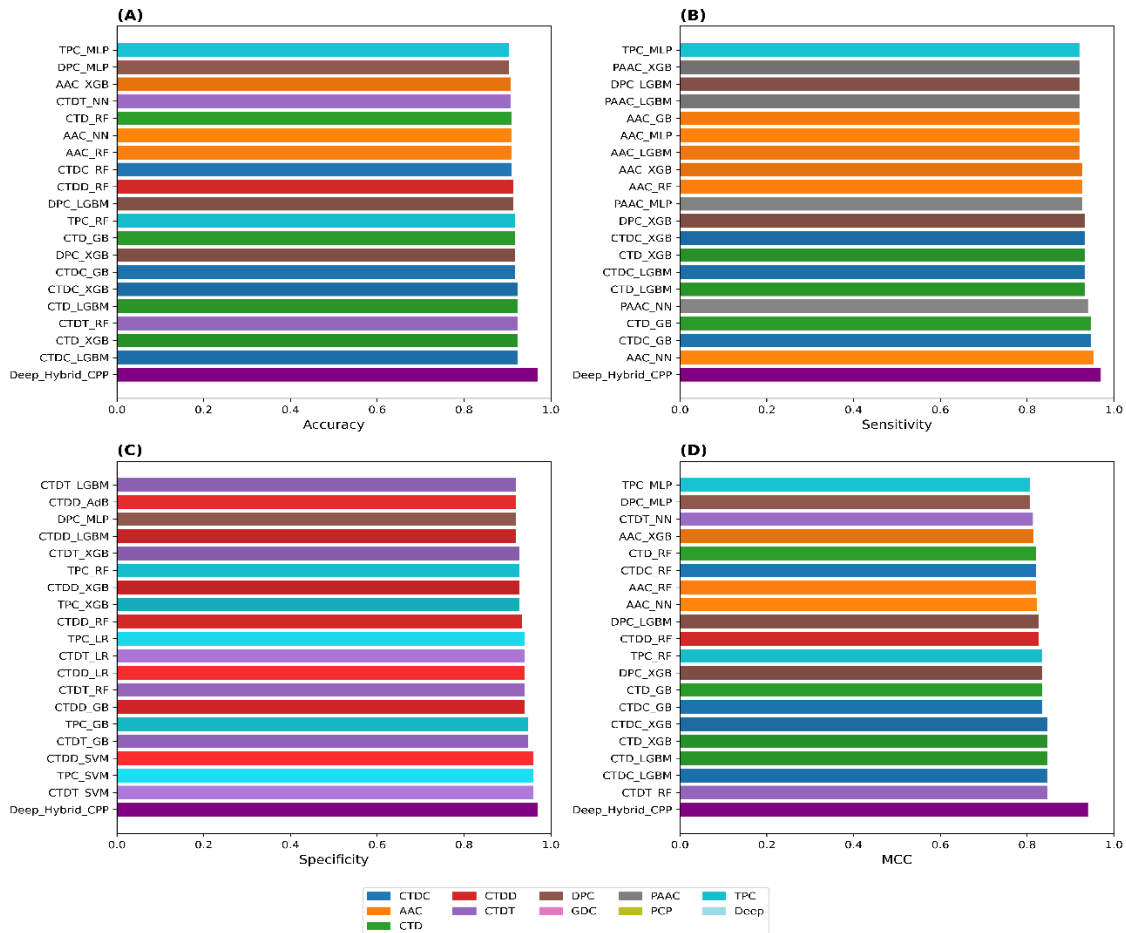 (A)
TPC_MLP
DPC_MLP
AAC_XGB
CTDT_NN
CTD_RF
AAC_NN
AAC_RF
CTDC_RF
CTDD_RF
DPC_LGBM
TPC_RF
CTD_GB
DPC_XGB
CTDC_GB
CTDC_XGB
CTD_LGBM
CTDT_RF
CTD_XGB
CTDC_LGBM
Deep_Hybrid_CPP
0.0 0.2 0.4 0.6 0.8 1.0
Accuracy
(B)
TPC_MLP
PAAC_XGB
DPC_LGBM
PAAC_LGBM
AAC_GB
AAC_MLP
AAC_LGBM
AAC_XGB
AAC_RF
PAAC_MLP
DPC_XGB
CTDC_XGB
CTD_XGB
CTDC_LGBM
CTD_LGBM
PAAC_NN
CTD_GB
CTDC_GB
AAC_NN
Deep_Hybrid_CPP
0.0 0.2 0.4 0.6 0.8 1.0
Sensitivity
(C)
CTDT_LGBM
CTDD_AdB
DPC_MLP
CTDD_LGBM
CTDT_XGB
TPC_RF
CTDD_XGB
TPC_XGB
CTDD_RF
TPC_LR
CTDT_LR
CTDD_LR
CTDT_RF
CTDD_GB
TPC_GB
CTDT_GB
CTDD_SVM
TPC_SVM
CTDT_SVM
Deep_Hybrid_CPP
0.0 0.2 0.4 0.6 0.8 1.0
Specificity
(D)
TPC_MLP
DPC_MLP
CTDT_NN
AAC_XGB
CTD_RF
CTDC_RF
AAC_RF
AAC_NN
DPC_LGBM
CTDD_RF
TPC_RF
DPC_XGB
CTD_GB
CTDC_GB
CTDC_XGB
CTD_XGB
CTD_LGBM
CTDC_LGBM
CTDT_RF
Deep_Hybrid_CPP
0.0 0.2 0.4 0.6 0.8 1.0
MCC
CTDC CTDD DPC PAAC TPC
AAC CTDT GDC PCP Deep
CTD